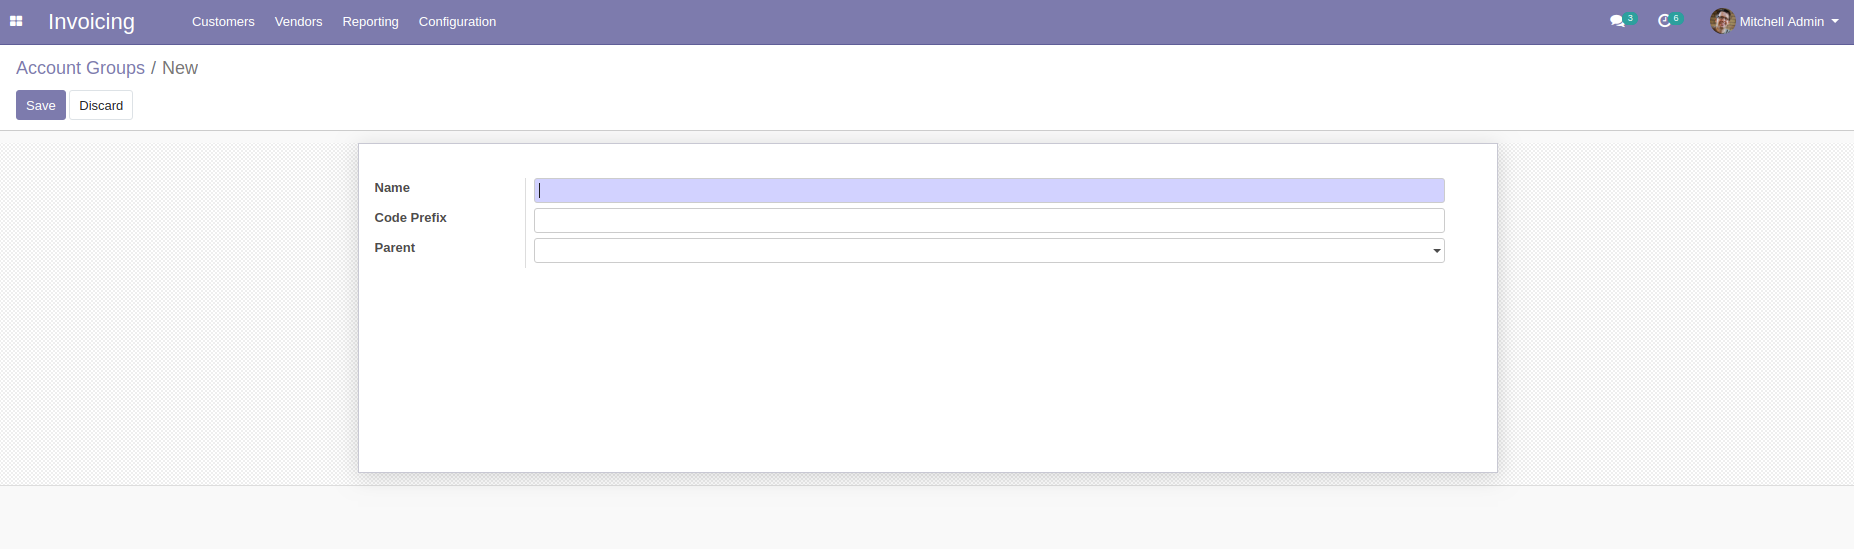 Invoicing Customers Vendors Reporting Configuration 3 6 Mitchell Admin
Account Groups / New
Save Discard
Name
Code Prefix
Parent